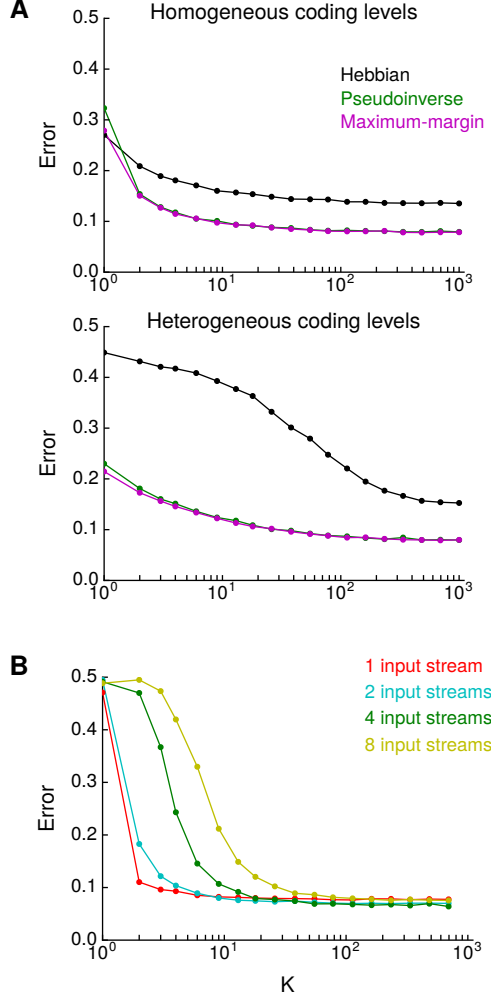 A
Homogeneous coding levels
Hebbian
Pseudoinverse
Maximum-margin
Error
0.5
0.4
0.3
0.2
0.1
0.0
10^0 10^1 10^2 10^3
Heterogeneous coding levels
Error
0.5
0.4
0.3
0.2
0.1
0.0
10^0 10^1 10^2 10^3
B
1 input stream
2 input streams
4 input streams
8 input streams
Error
0.5
0.4
0.3
0.2
0.1
0.0
10^0 10^1 10^2 10^3
K